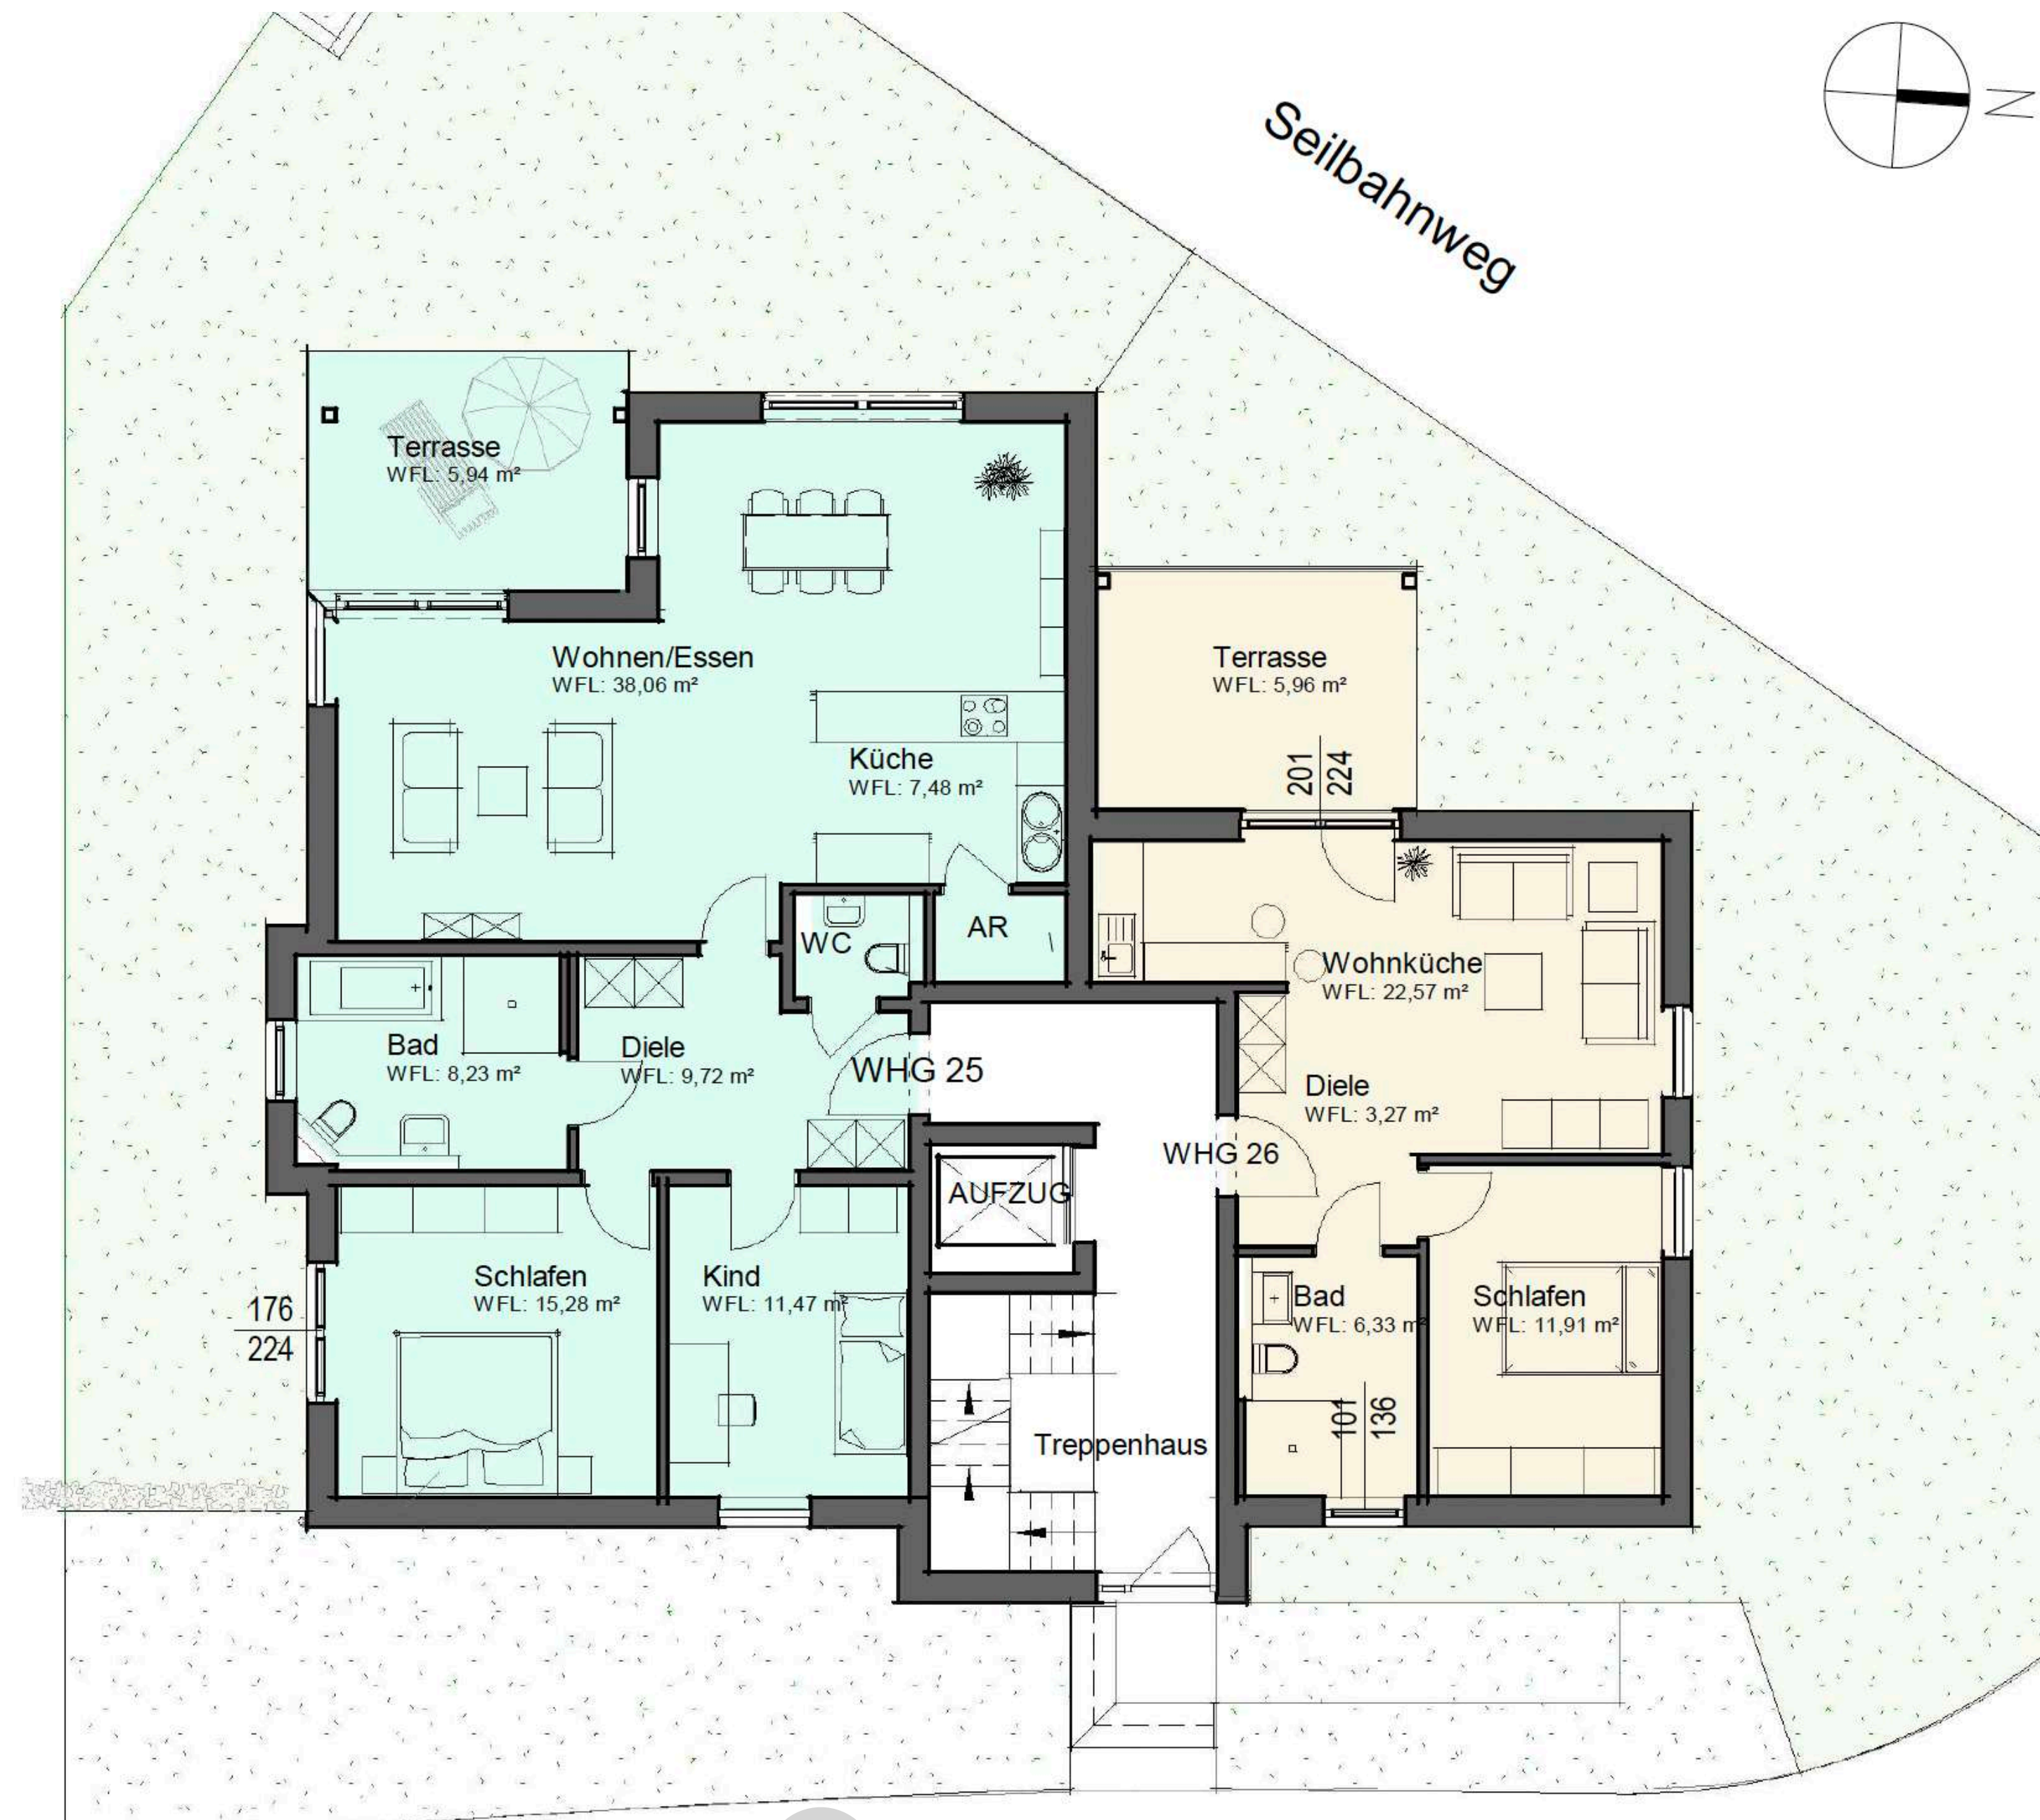 N
Seilbahnweg
Terrasse
WFL: 5,94 m²
Wohnen/Essen
WFL: 38,06 m²
Terrasse
WFL: 5,96 m²
201
224
Küche
WFL: 7,48 m²
WC
AR
Wohnküche
WFL: 22,57 m²
Bad
WFL: 8,23 m²
Diele
WFL: 9,72 m²
WHG 25
Diele
WFL: 3,27 m²
WHG 26
AUFZUG
Schlafen
WFL: 15,28 m²
Kind
WFL: 11,47 m²
176
224
Bad
WFL: 6,33 m²
Schlafen
WFL: 11,91 m²
101
136
Treppenhaus